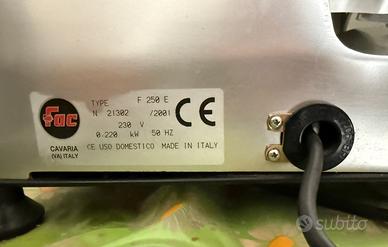 fac
TYPE F 250 E
N 21302 /2001
230 V
0.220 kW 50 HZ
CE
CAVARIA
(VA) ITALY
CE USO DOMESTICO MADE IN ITALY
subito